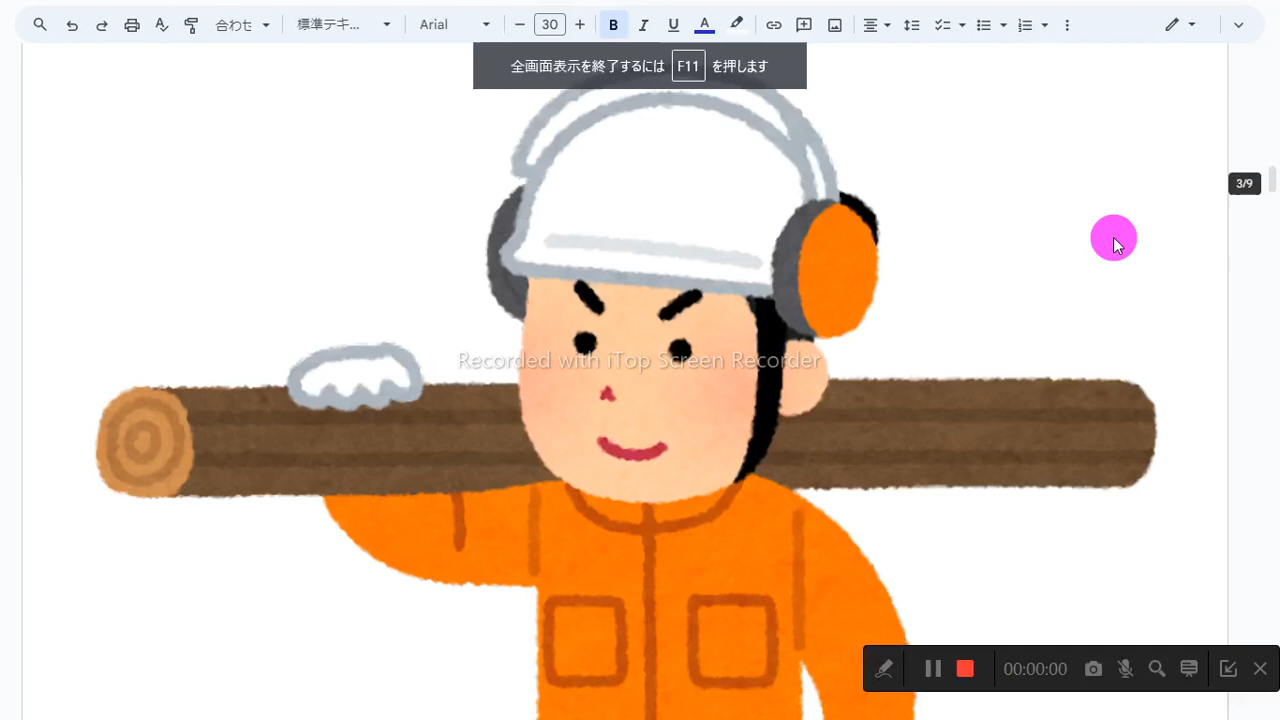 合わせ
標準テキ...
Arial
30
B
I
U
A
全画面表示を終了するには F11 を押します
3/9
Recorded with iTop Screen Recorder
00:00:00